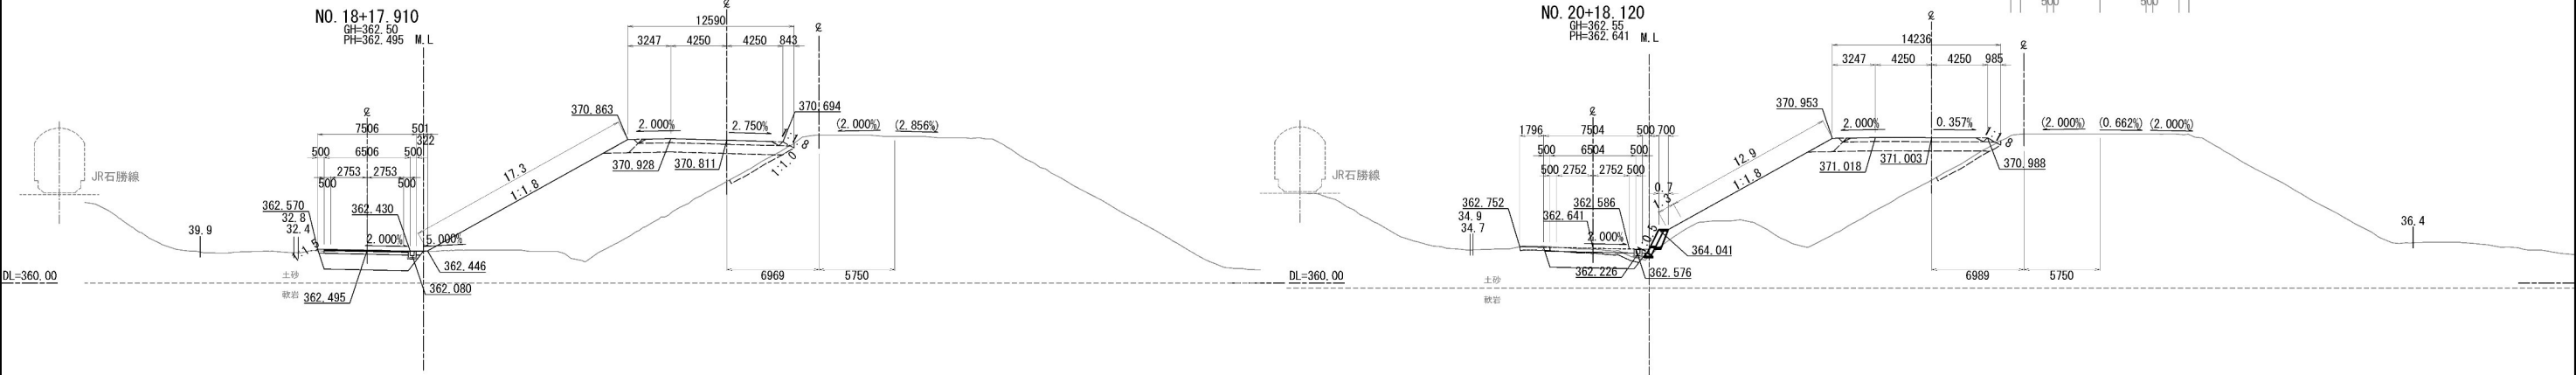 NO. 18+17. 910
GH=362. 50
PH=362. 495 M. L
12590
3247 4250 4250 843
370. 863
2. 000%
2. 750%
370. 694
(2. 000%) (2. 856%)
1:1.8
1:1.0
370. 928
370. 811
17. 3
1:1. 8
7506 501
322
500 6506 500
2753 2753
500 500
JR石勝線
362. 570
362. 430
32. 8
32. 4
39. 9
1:1.5
2. 000%
5. 000%
362. 446
362. 080
362. 495
土砂
軟岩
DL=360. 00
6969 5750
NO. 20+18. 120
GH=362. 55
PH=362. 641 M. L
14236
3247 4250 4250 985
370. 953
2. 000%
0. 357%
(2. 000%) (0. 662%) (2. 000%)
1:1.8
371. 018
371. 003
370. 988
12. 9
1:1. 8
1796 7504 500 700
500 6504 500
500 2752 2752 500
0. 7
1. 3
JR石勝線
362. 752
362. 586
362. 641
34. 9
34. 7
2. 000%
364. 041
362. 226
362. 576
土砂
軟岩
DL=360. 00
6989 5750
36. 4
500 500